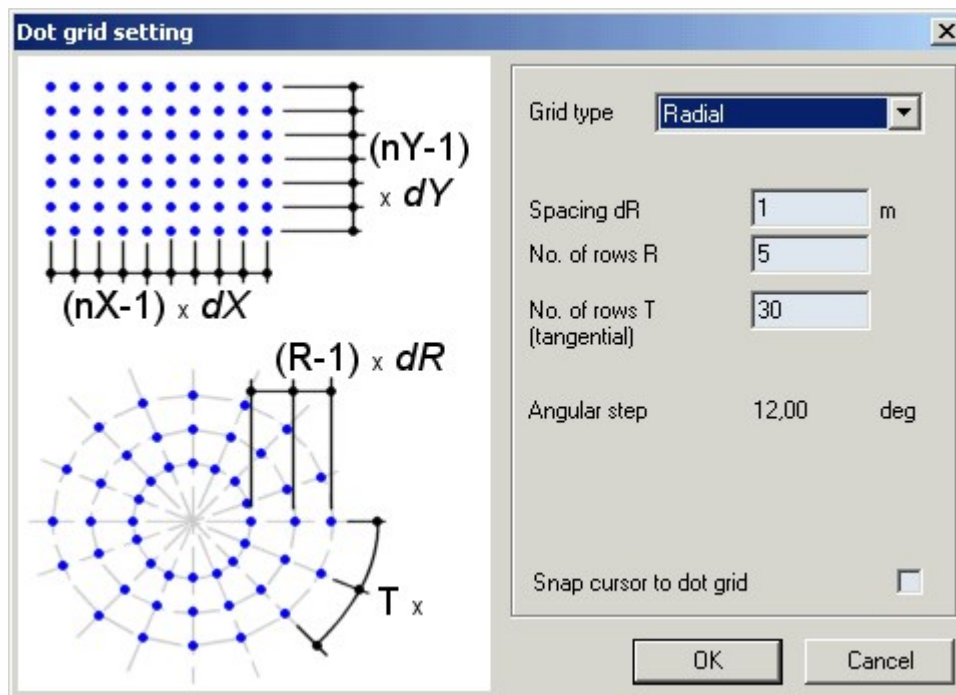 Dot grid setting
(nY-1)
x dY
(nX-1) x dX
(R-1) x dR
T x
Grid type Radial
Spacing dR 1 m
No. of rows R 5
No. of rows T 30
(tangential)
Angular step 12,00 deg
Snap cursor to dot grid
OK Cancel